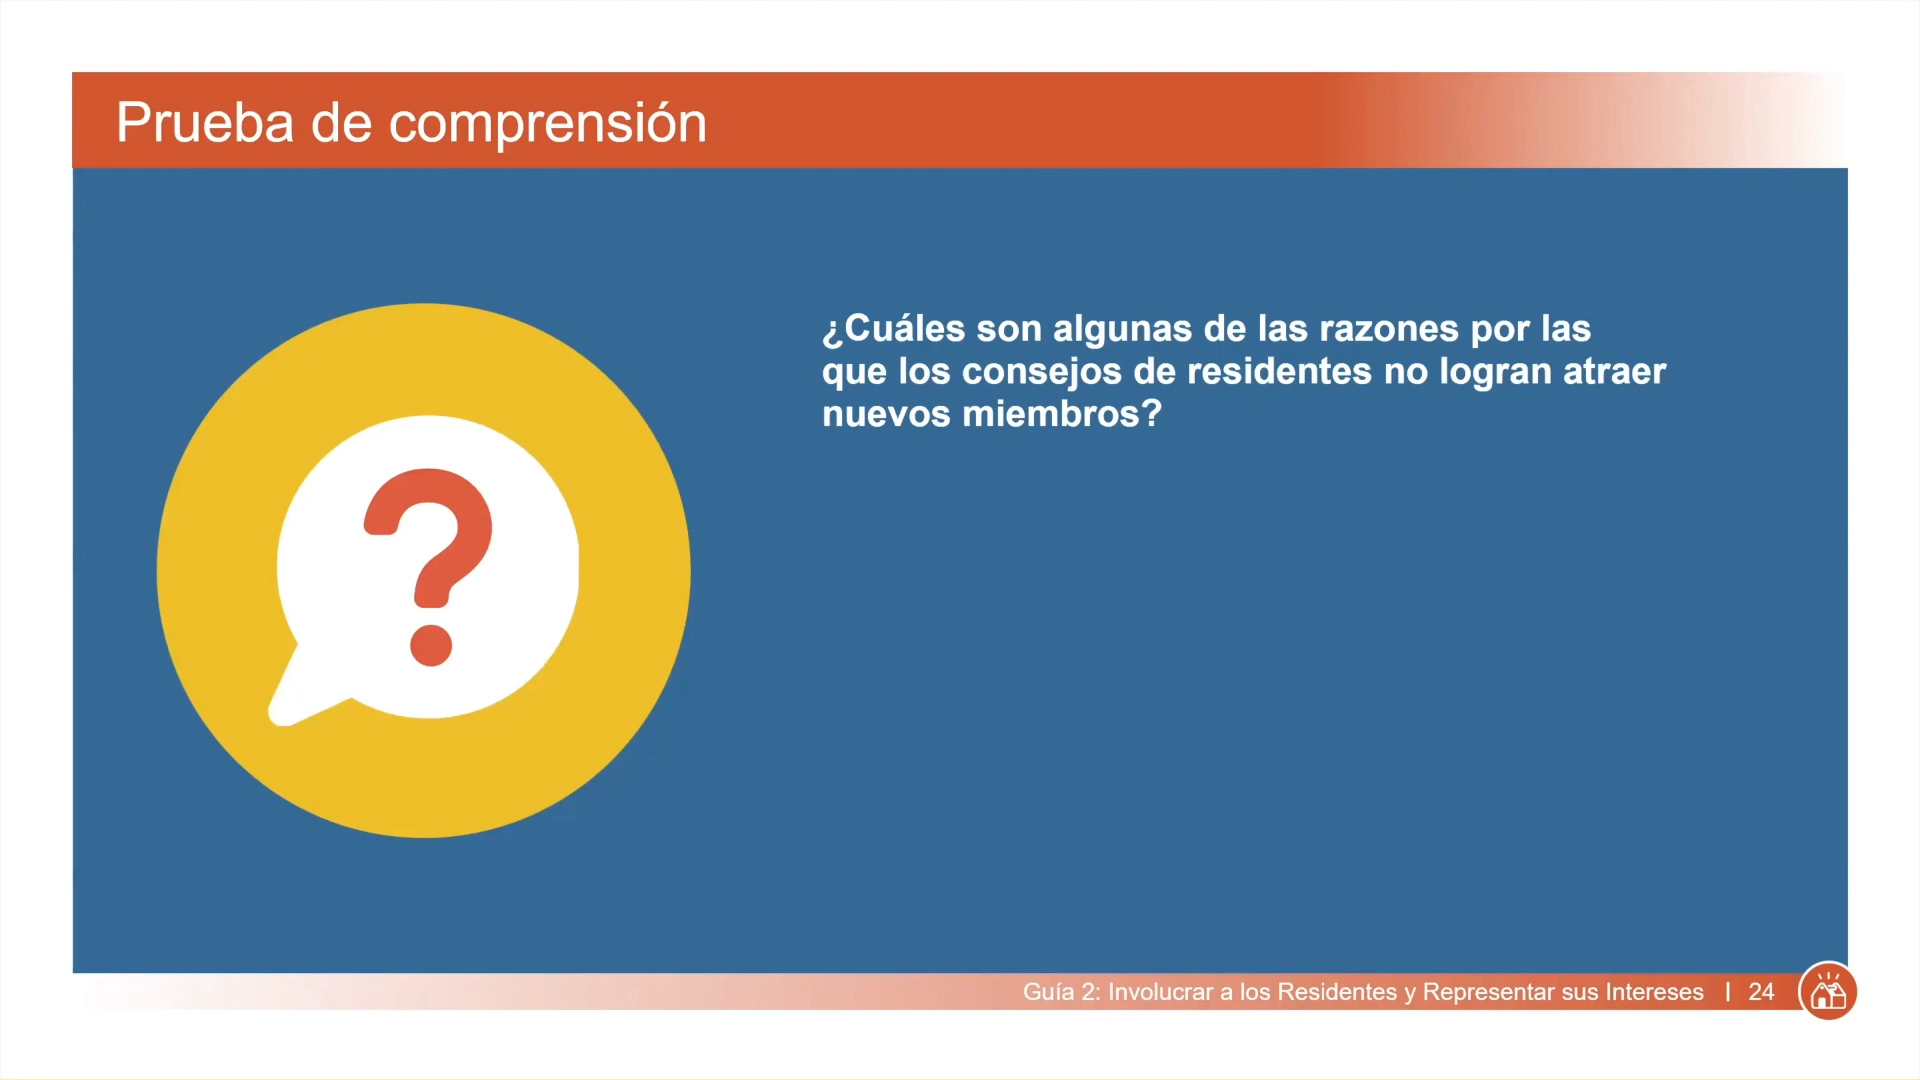 Prueba de comprensión
¿Cuáles son algunas de las razones por las
que los consejos de residentes no logran atraer
nuevos miembros?
Guía 2: Involucrar a los Residentes y Representar sus Intereses | 24